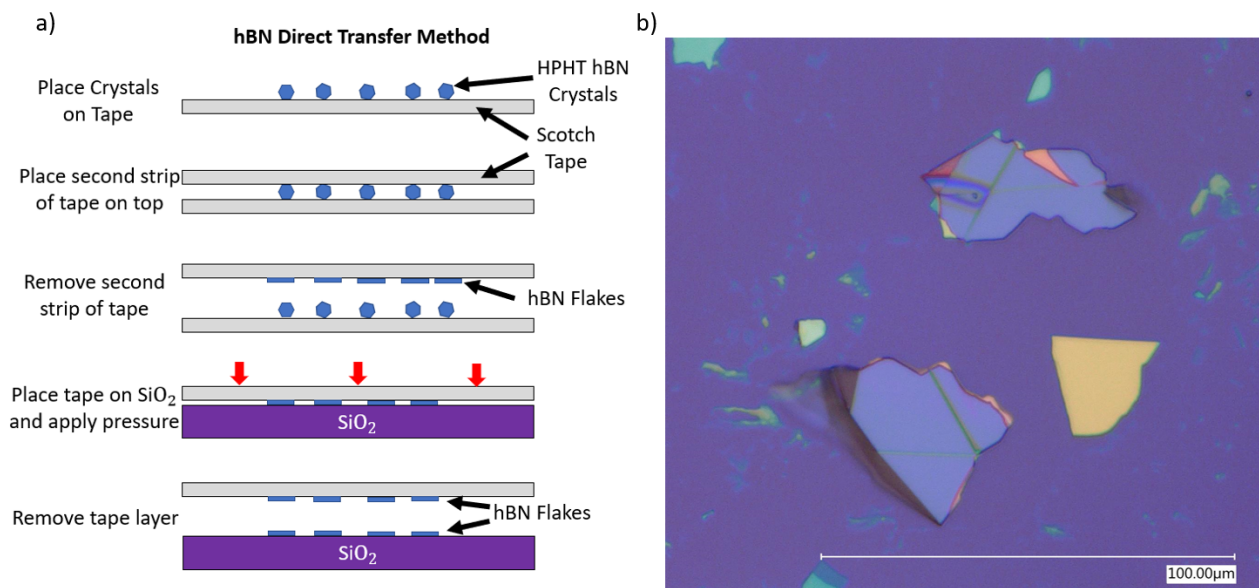 a)
hBN Direct Transfer Method
Place Crystals
on Tape
HPHT hBN
Crystals
Scotch
Tape
Place second strip
of tape on top
Remove second
strip of tape
hBN Flakes
Place tape on SiO₂
and apply pressure
SiO₂
Remove tape layer
hBN Flakes
SiO₂
b)
100.00µm